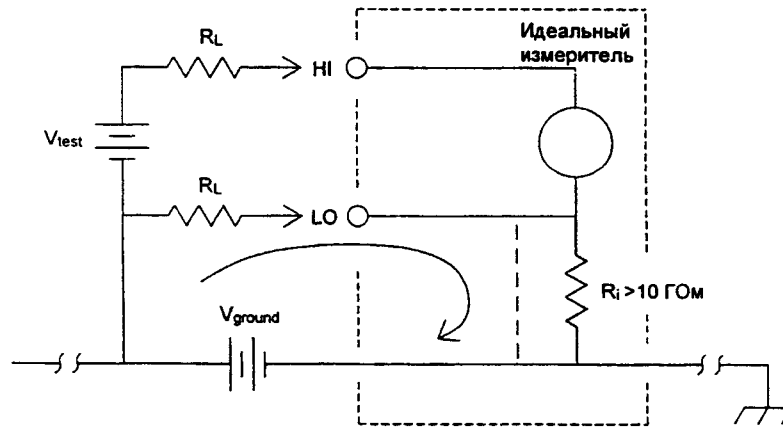 Идеальный
измеритель
RL
HI
Vtest
RL
LO
Ri >10 ГОм
Vground